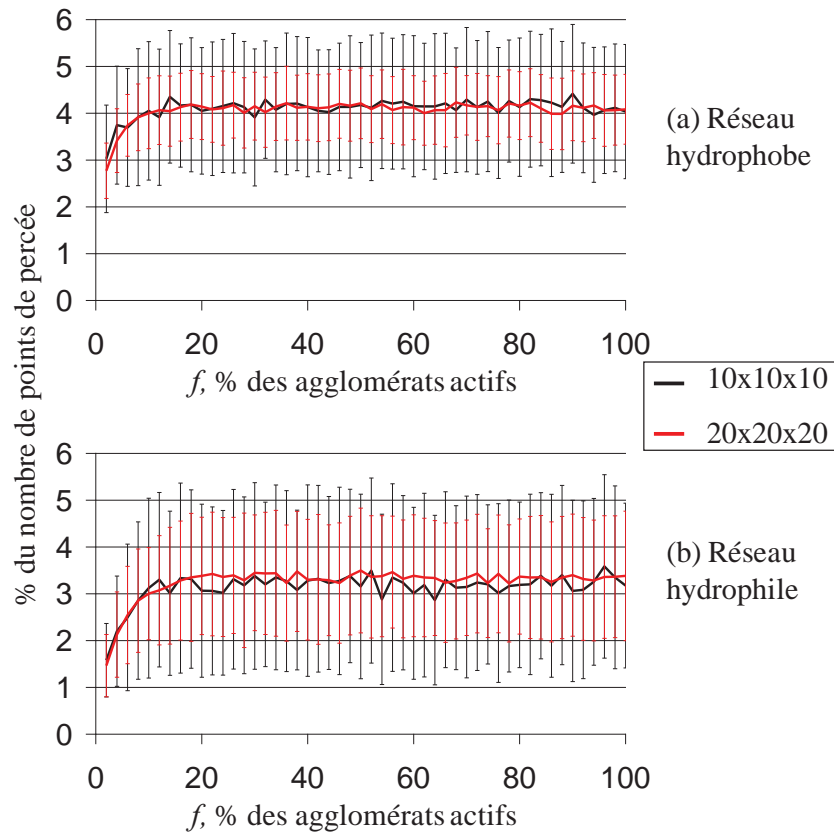 % du nombre de points de percée
6
5
4
3
2
1
0
0 20 40 60 80 100
f, % des agglomérats actifs
(a) Réseau
hydrophobe
10x10x10
20x20x20
6
5
4
3
2
1
0
0 20 40 60 80 100
f, % des agglomérats actifs
(b) Réseau
hydrophile